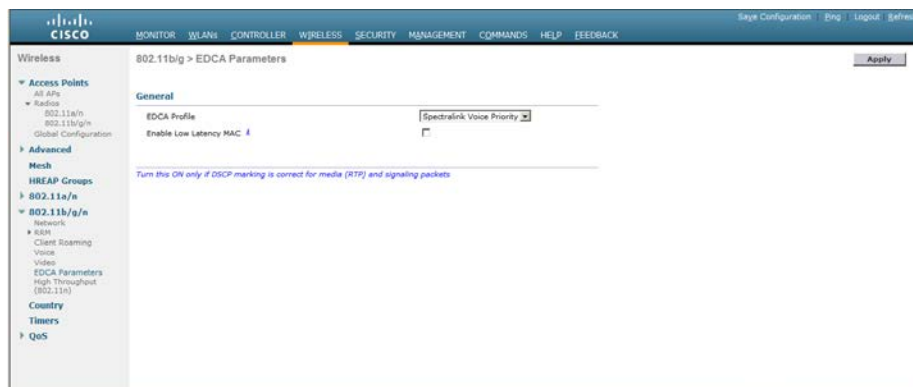 Save Configuration Ping Logout Refresh
CISCO
MONITOR WLANs CONTROLLER WIRELESS SECURITY MANAGEMENT COMMANDS HELP FEEDBACK
Wireless
802.11b/g > EDCA Parameters
Apply
Access Points
All APs
Radios
802.11a/n
802.11b/g/n
Global Configuration
Advanced
Mesh
HREAP Groups
802.11a/n
802.11b/g/n
Network
RRM
Client Roaming
Voice
Video
EDCA Parameters
High Throughput
(802.11n)
Country
Timers
QoS
General
EDCA Profile Spectralink Voice Priority
Enable Low Latency MAC
Turn this ON only if DSCP marking is correct for media (RTP) and signaling packets